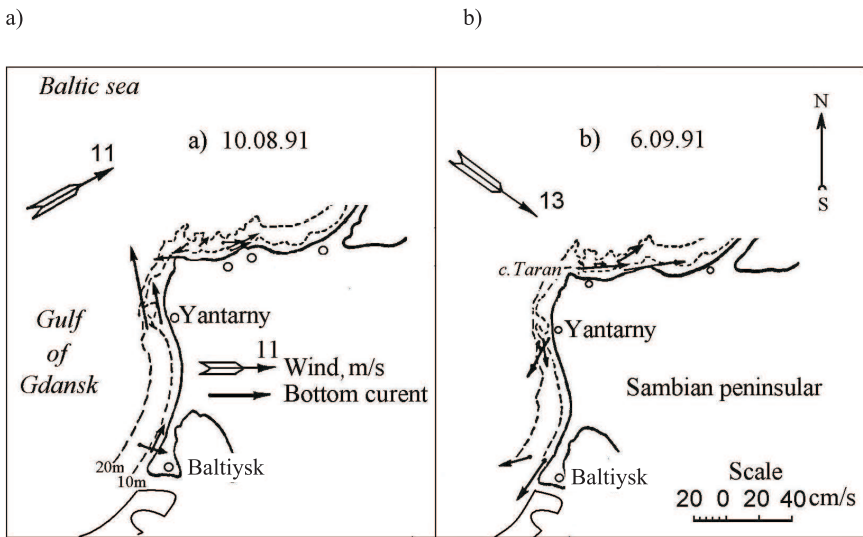 a)
b)
Baltic sea
11
a) 10.08.91
Yantarny
Gulf
of
Gdansk
11
Wind, m/s
Bottom curent
20m
10m
Baltiysk
b) 6.09.91
N
S
13
c.Taran
Yantarny
Sambian peninsular
Baltiysk
Scale
20 0 20 40 cm/s